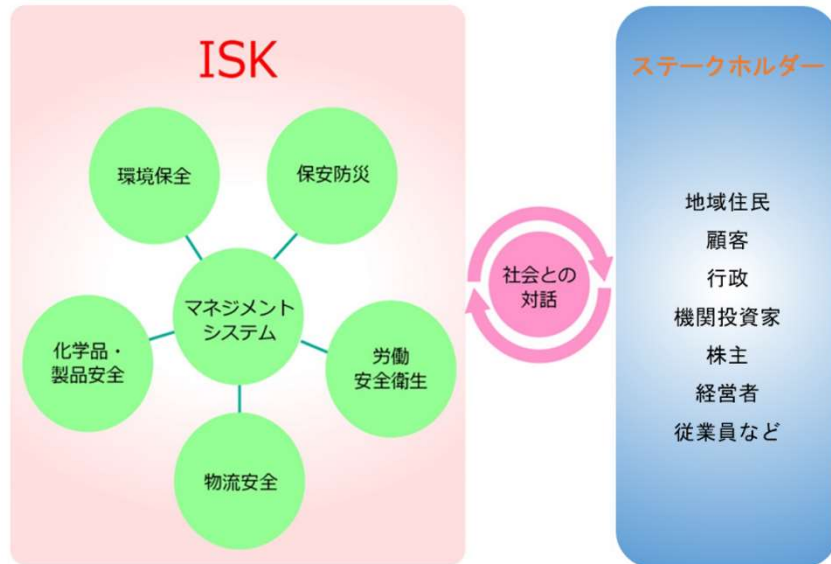 ISK
環境保全
保安防災
マネジメント
システム
化学品・
製品安全
労働
安全衛生
物流安全
社会との
対話
ステークホルダー
地域住民
顧客
行政
機関投資家
株主
経営者
従業員など